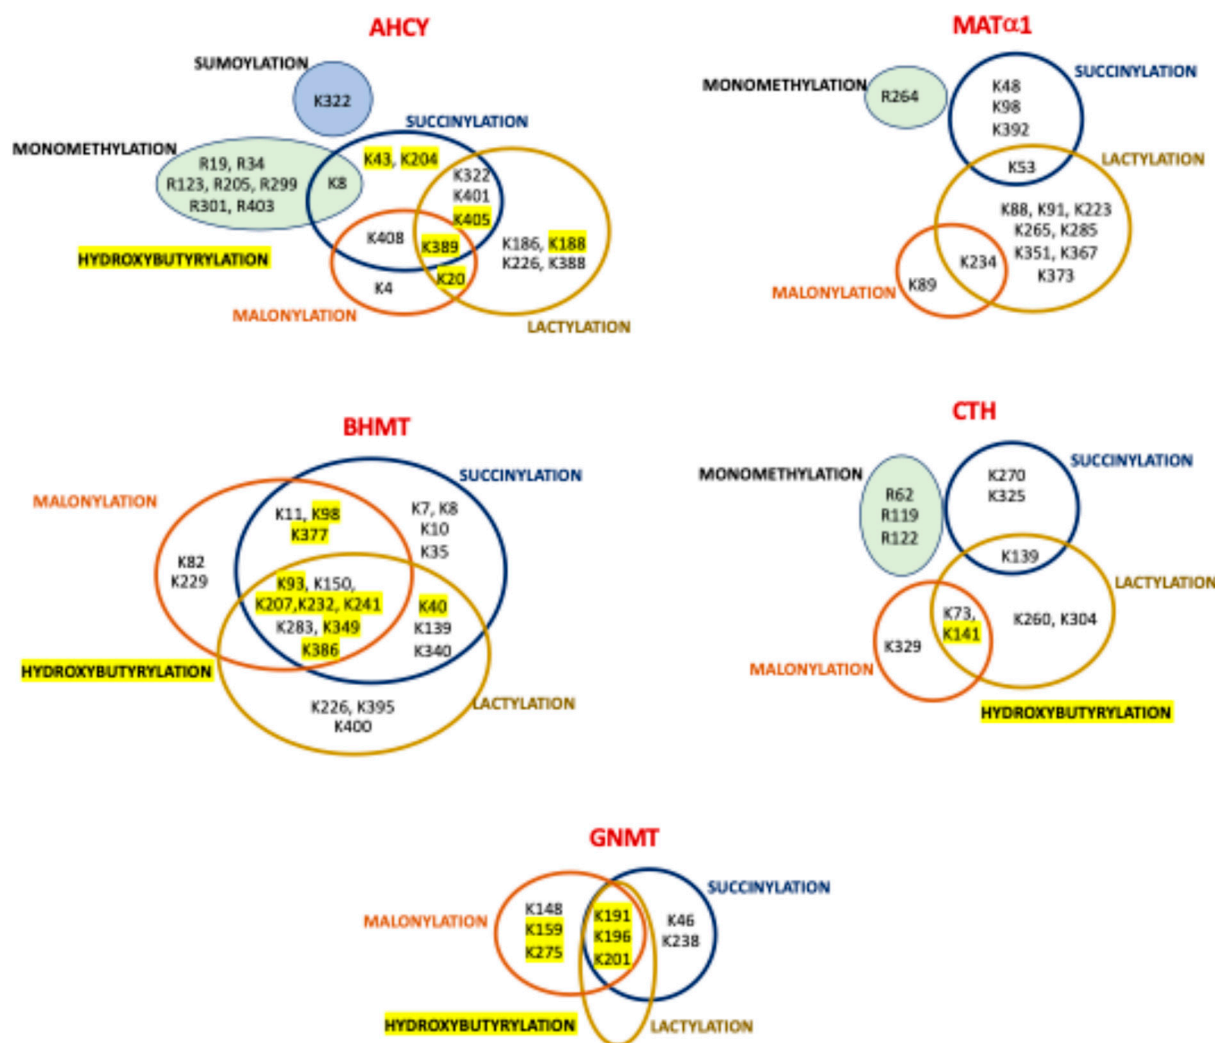 AHCY
SUMOYLATION
K322
SUCCINYLATION
MONOMETHYLATION
R19, R34
R123, R205, R299
R301, R403
K8
K43, K204
K322
K401
K405
K408
K389
K186, K188
K226, K388
HYDROXYBUTYRYLATION
K20
K4
MALONYLATION
LACTYLATION
MATα1
MONOMETHYLATION
R264
SUCCINYLATION
K48
K98
K392
LACTYLATION
K53
K88, K91, K223
K265, K285
K351, K367
K373
K234
K89
MALONYLATION
BHMT
SUCCINYLATION
MALONYLATION
K11, K98
K377
K7, K8
K10
K35
K82
K229
K93, K150,
K207,K232, K241
K283, K349
K386
K40
K139
K340
HYDROXYBUTYRYLATION
K226, K395
K400
LACTYLATION
CTH
MONOMETHYLATION
R62
R119
R122
SUCCINYLATION
K270
K325
K139
LACTYLATION
K73,
K141
K260, K304
K329
MALONYLATION
HYDROXYBUTYRYLATION
GNMT
SUCCINYLATION
MALONYLATION
K148
K159
K275
K191
K196
K201
K46
K238
HYDROXYBUTYRYLATION
LACTYLATION